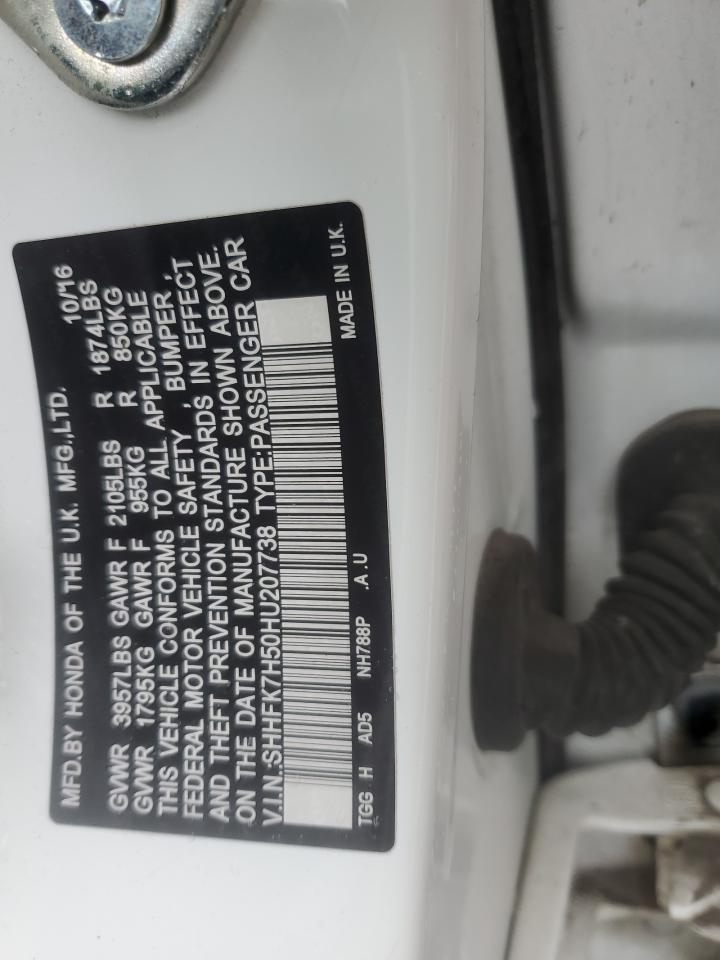 MFD.BY HONDA OF THE U.K. MFG.,LTD. 10/16
GVWR 3957LBS GAWR F 2105LBS R 1874LBS
GVWR 1795KG GAWR F 955KG R 850KG
THIS VEHICLE CONFORMS TO ALL APPLICABLE
FEDERAL MOTOR VEHICLE SAFETY , BUMPER ,
AND THEFT PREVENTION STANDARDS IN EFFECT
ON THE DATE OF MANUFACTURE SHOWN ABOVE.
V.I.N.:SHHFK7H50HU207738 TYPE:PASSENGER CAR
TGG H AD5 NH788P .A .U MADE IN U.K.